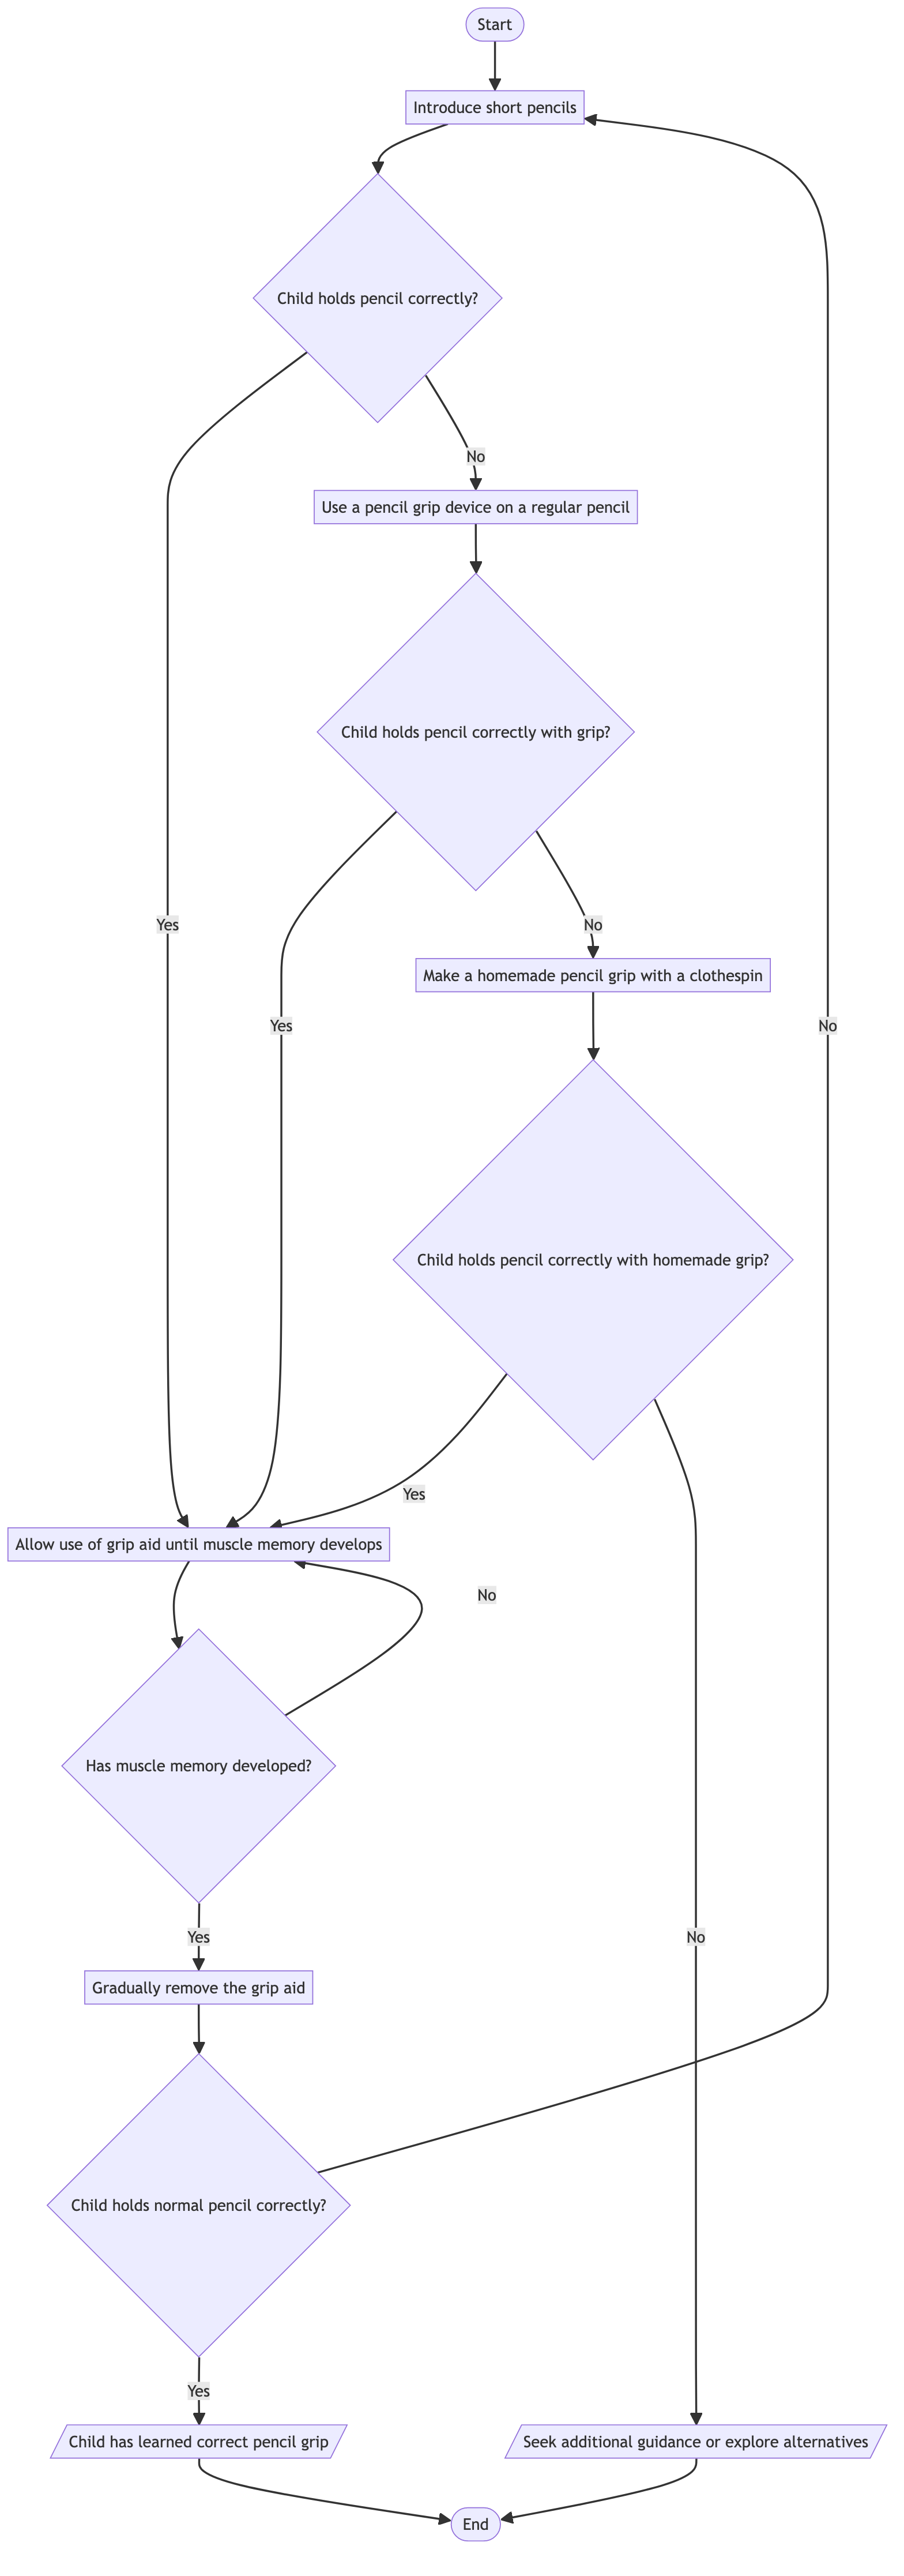 Start
Introduce short pencils
Child holds pencil correctly?
No
Use a pencil grip device on a regular pencil
Child holds pencil correctly with grip?
Yes
No
Make a homemade pencil grip with a clothespin
Yes
No
Child holds pencil correctly with homemade grip?
Yes
Allow use of grip aid until muscle memory develops
No
Has muscle memory developed?
Yes
No
Gradually remove the grip aid
Child holds normal pencil correctly?
Yes
Child has learned correct pencil grip
Seek additional guidance or explore alternatives
End